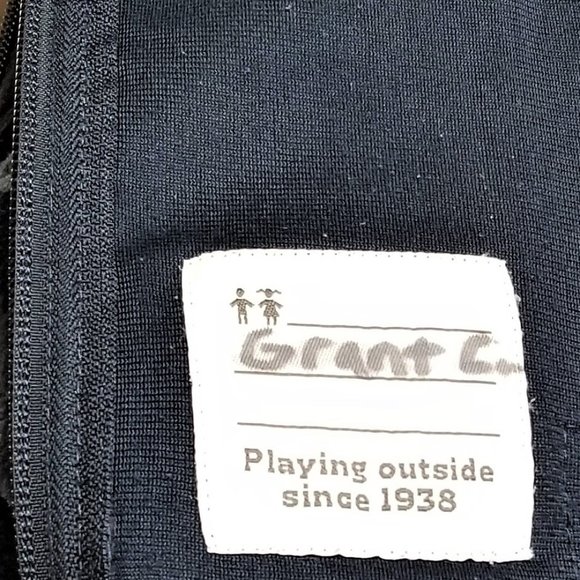 Grant C
Playing outside
since 1938